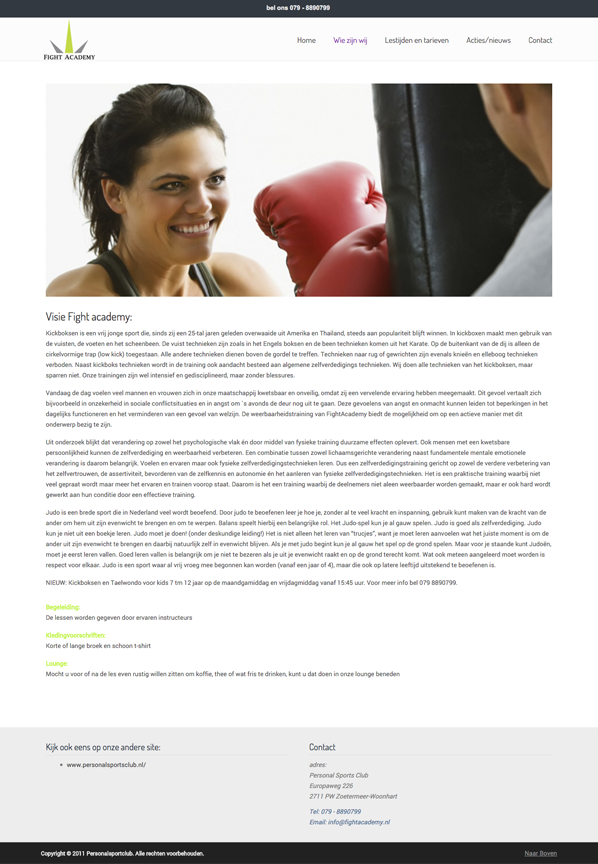 bel ons 079 - 8890799
FIGHT ACADEMY
Home Wie zijn wij Lestijden en tarieven Acties/nieuws Contact
Visie Fight academy:
Kickboksen is een vrij jonge sport die, sinds zij een 25-tal jaren geleden overwaaide uit Amerika en Thailand, steeds aan populariteit blijft winnen. In kickboxen maakt men gebruik van
de vuisten, de voeten en het scheenbeen. De vuist technieken zijn zoals in het Engels boksen en de been technieken komen uit het Karate. Op de buitenkant van de dij is alleen de
cirkelvormige trap (low kick) toegestaan. Alle andere technieken dienen boven de gordel te treffen. Technieken naar rug of gewrichten zijn evenals knieën en elleboog technieken
verboden. Naast kickboks technieken wordt in de training ook aandacht besteed aan algemene zelfverdedigings technieken. Wij doen alle technieken van het kickboksen, maar
sparren niet. Onze trainingen zijn wel intensief en gedisciplineerd, maar zonder blessures.
Vandaag de dag voelen veel mannen en vrouwen zich in onze maatschappij kwetsbaar en onveilig, omdat zij een vervelende ervaring hebben meegemaakt. Dit gevoel vertaalt zich
bijvoorbeeld in onzekerheid in sociale conflictsituaties en in angst om `s avonds de deur nog uit te gaan. Deze gevoelens van angst en onmacht kunnen leiden tot beperkingen in het
dagelijks functioneren en het verminderen van een gevoel van welzijn. De weerbaarheidstraining van FightAcademy biedt de mogelijkheid om op een actieve manier met dit
onderwerp bezig te zijn.
Uit onderzoek blijkt dat verandering op zowel het psychologische vlak én door middel van fysieke training duurzame effecten oplevert. Ook mensen met een kwetsbare
persoonlijkheid kunnen de zelfverdediging en weerbaarheid verbeteren. Een combinatie tussen zowel lichaamsgerichte verandering naast fundamentele mentale emotionele
verandering is daarom belangrijk. Voelen en ervaren maar ook fysieke zelfverdedigingstechnieken leren. Dus een zelfverdedigingstraining gericht op zowel de verdere verbetering van
het zelfvertrouwen, de assertiviteit, bevorderen van de zelfkennis en autonomie én het aanleren van fysieke zelfverdedigingstechnieken. Het is een praktische training waarbij niet
veel gepraat wordt maar meer het ervaren en trainen voorop staat. Daarom is het een training waarbij de deelnemers niet alleen weerbaarder worden gemaakt, maar er ook hard wordt
gewerkt aan hun conditie door een effectieve training.
Judo is een brede sport die in Nederland veel wordt beoefend. Door judo te beoefenen leer je hoe je, zonder al te veel kracht en inspanning, gebruik kunt maken van de kracht van de
ander om hem uit zijn evenwicht te brengen en om te werpen. Balans speelt hierbij een belangrijke rol. Het Judo-spel kun je al gauw spelen. Judo is goed als zelfverdediging. Judo
kun je niet uit een boekje leren. Judo moet je doen! (onder deskundige leiding!) Het is niet alleen het leren van "trucjes", want je moet leren aanvoelen wat het juiste moment is om de
ander uit zijn evenwicht te brengen en daarbij natuurlijk zelf in evenwicht blijven. Als je met judo begint kun je al gauw het spel op de grond spelen. Maar voor je staande kunt Judoën,
moet je eerst leren vallen. Goed leren vallen is belangrijk om je niet te bezeren als je uit je evenwicht raakt en op de grond terecht komt. Wat ook meteen aangeleerd moet worden is
respect voor elkaar. Judo is een sport waar al vrij vroeg mee begonnen kan worden (vanaf een jaar of 4), maar die ook op latere leeftijd uitstekend te beoefenen is.
NIEUW: Kickboksen en Taelwondo voor kids 7 tm 12 jaar op de maandgamiddag en vrijdagmiddag vanaf 15:45 uur. Voor meer info bel 079 8890799.
Begeleiding:
De lessen worden gegeven door ervaren instructeurs
Kledingvoorschriften:
Korte of lange broek en schoon t-shirt
Lounge:
Mocht u voor of na de les even rustig willen zitten om koffie, thee of wat fris te drinken, kunt u dat doen in onze lounge beneden
Kijk ook eens op onze andere site:
www.personalsportsclub.nl/
Contact
adres:
Personal Sports Club
Europaweg 226
2711 PW Zoetermeer-Woonhart
Tel: 079 - 8890799
Email: info@fightacademy.nl
Copyright © 2011 Personalsportclub. Alle rechten voorbehouden.
Naar Boven